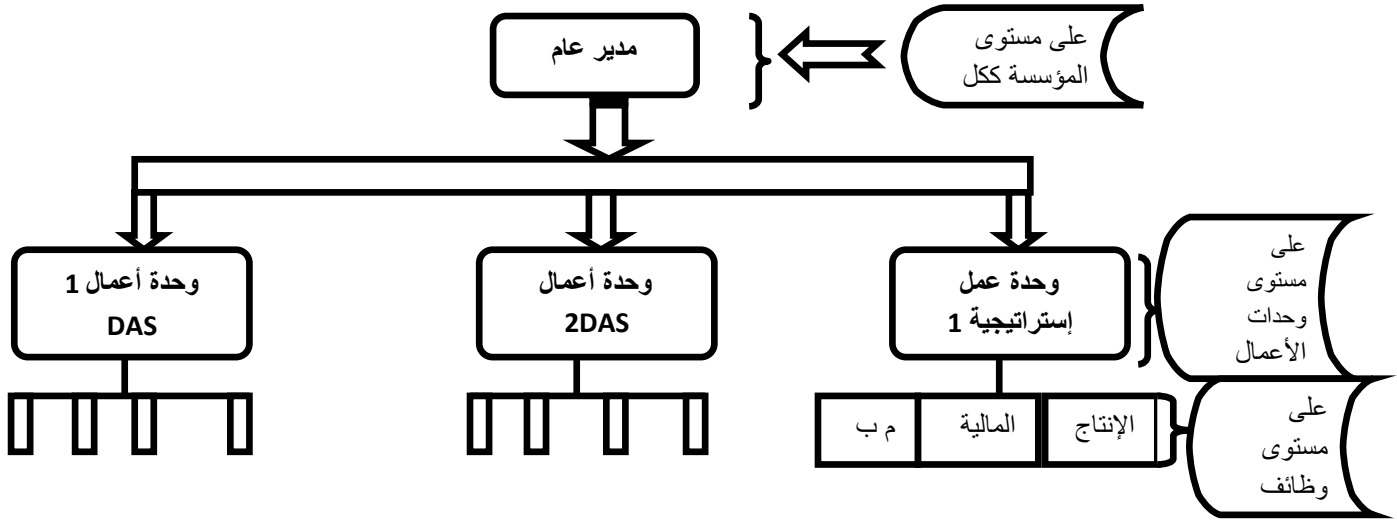 على مستوى
المؤسسة ككل
مدير عام
على
مستوى
وحدات
الأعمال
وحدة عمل
إستراتيجية 1
وحدة أعمال
2DAS
وحدة أعمال 1
DAS
على
مستوى
وظائف
الإنتاج
المالية
م ب